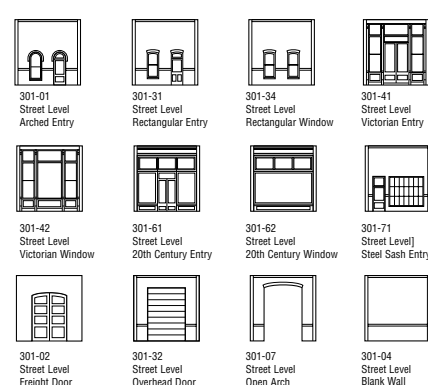 301-01
Street Level
Arched Entry
301-31
Street Level
Rectangular Entry
301-34
Street Level
Rectangular Window
301-41
Street Level
Victorian Entry
301-42
Street Level
Victorian Window
301-61
Street Level
20th Century Entry
301-62
Street Level
20th Century Window
301-71
Street Level]
Steel Sash Entry
301-02
Street Level
Freight Door
301-32
Street Level
Overhead Door
301-07
Street Level
Open Arch
301-04
Street Level
Blank Wall